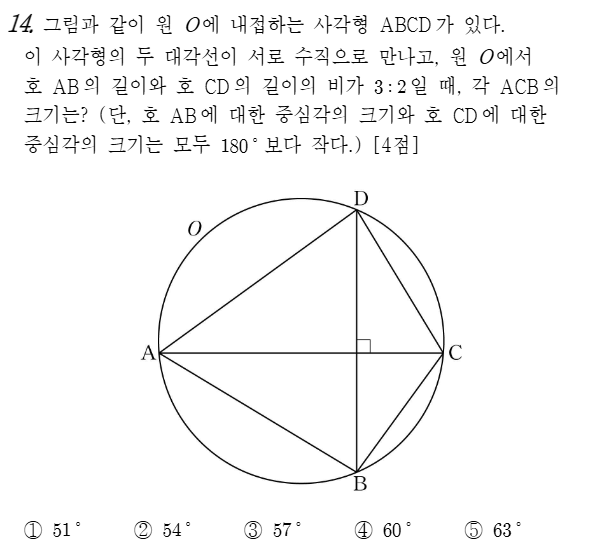 14. 그림과 같이 원 O에 내접하는 사각형 ABCD가 있다.
이 사각형의 두 대각선이 서로 수직으로 만나고, 원 O에서
호 AB의 길이와 호 CD의 길이의 비가 3:2일 때, 각 ACB의
크기는? (단, 호 AB에 대한 중심각의 크기와 호 CD에 대한
중심각의 크기는 모두 180°보다 작다.) [4점]
D
O
A
C
B
① 51° ② 54° ③ 57° ④ 60° ⑤ 63°